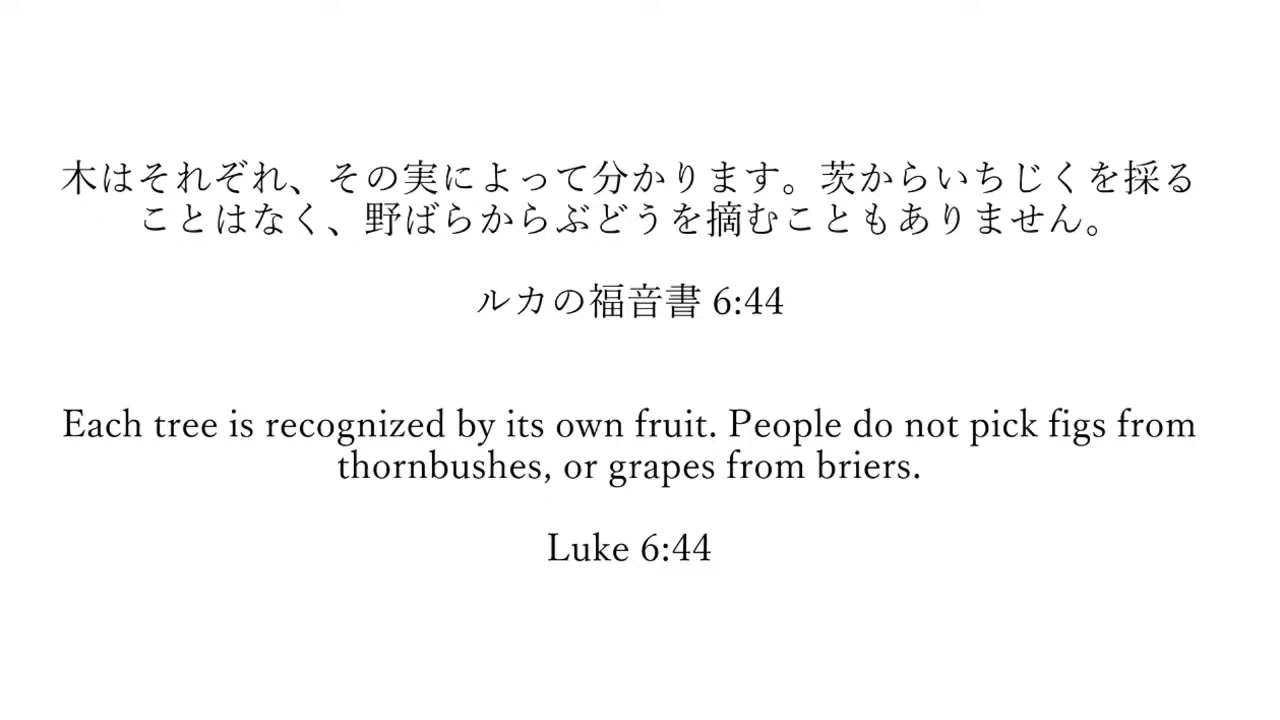 木はそれぞれ、その実によって分かります。茨からいちじくを採る
ことはなく、野ばらからぶどうを摘むこともありません。
ルカの福音書 6:44
Each tree is recognized by its own fruit. People do not pick figs from
thornbushes, or grapes from briers.
Luke 6:44